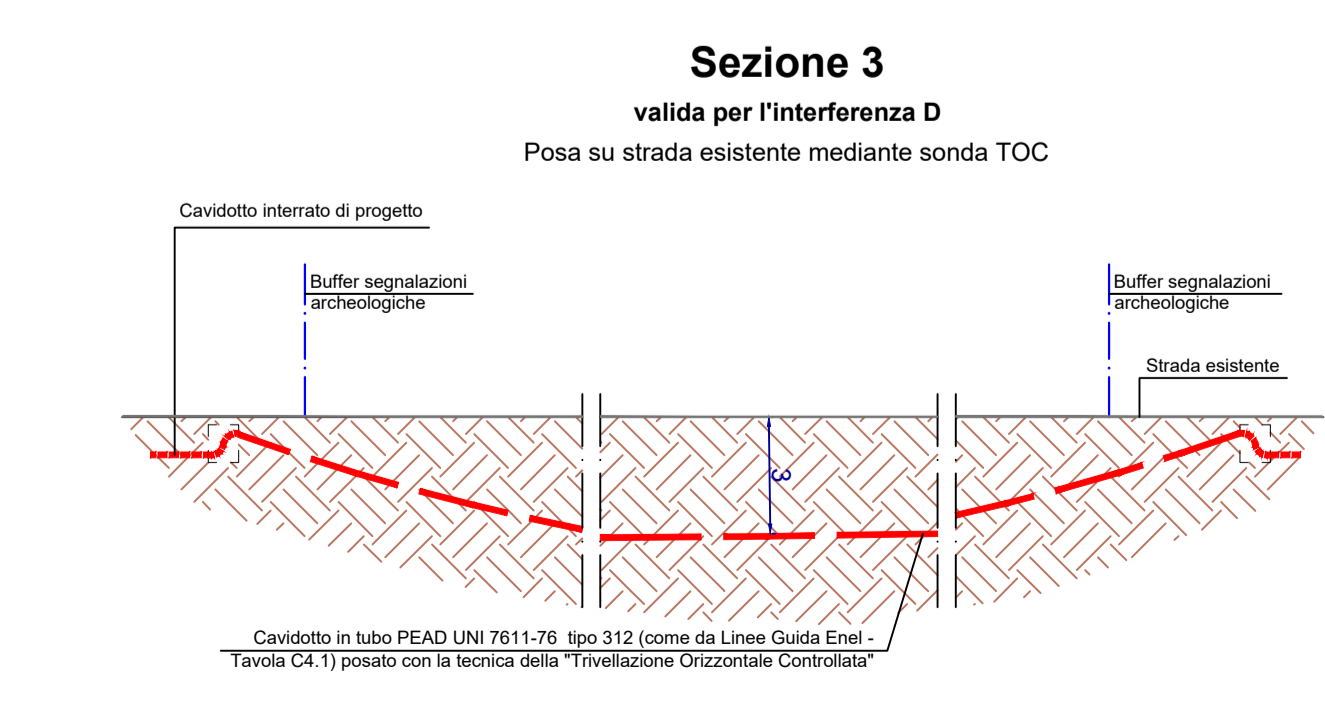 Sezione 3
valida per l'interferenza D
Posa su strada esistente mediante sonda TOC
Cavidotto interrato di progetto
Buffer segnalazioni
archeologiche
Buffer segnalazioni
archeologiche
Strada esistente
3
Cavidotto in tubo PEAD UNI 7611-76 tipo 312 (come da Linee Guida Enel -
Tavola C4.1) posato con la tecnica della "Trivellazione Orizzontale Controllata"